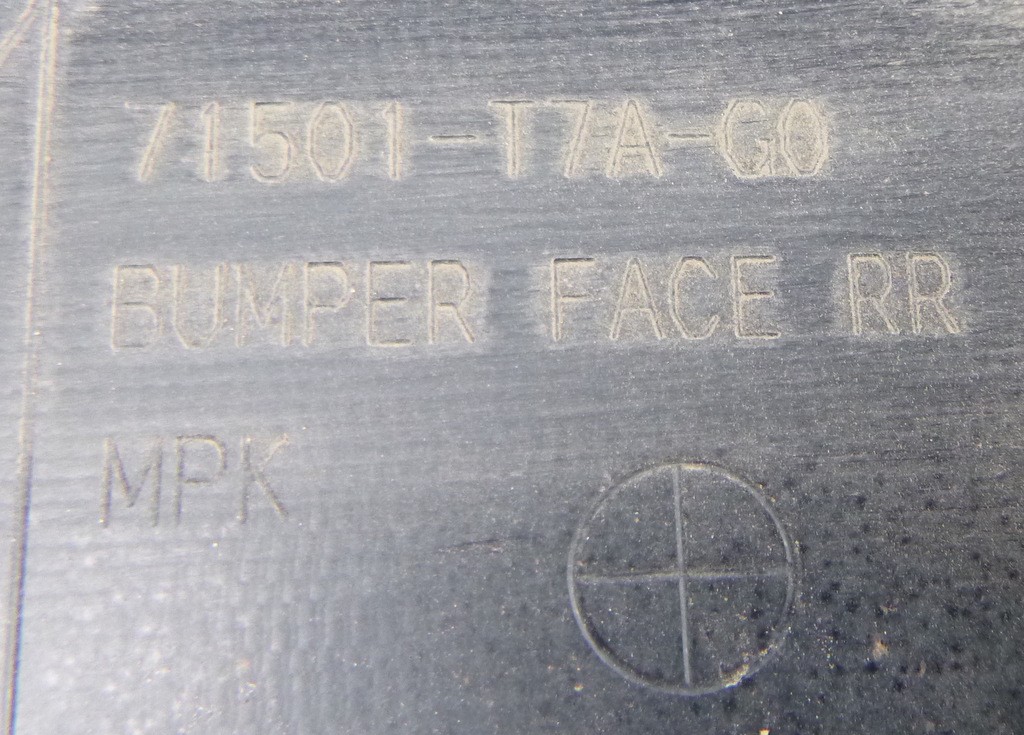 71501-T7A-G0
BUMPER FACE RR
MPK